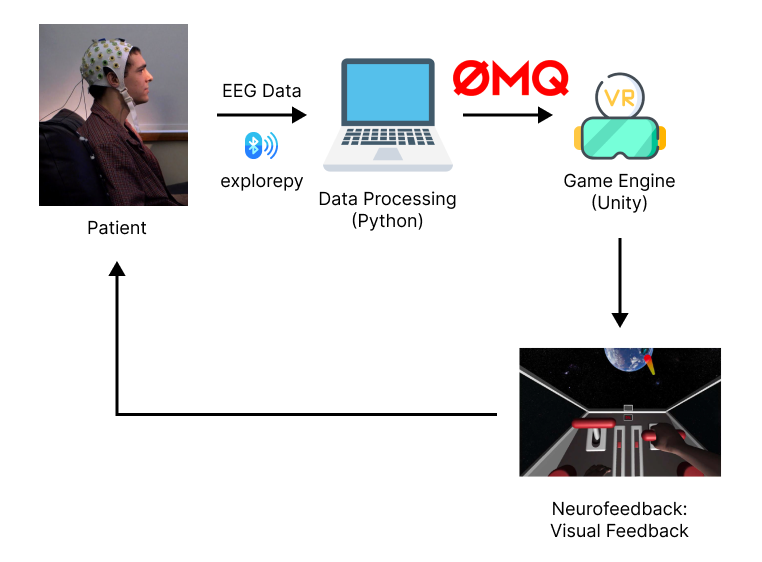 EEG Data
explorepy
Patient
ØMQ
VR
Data Processing
(Python)
Game Engine
(Unity)
Neurofeedback:
Visual Feedback